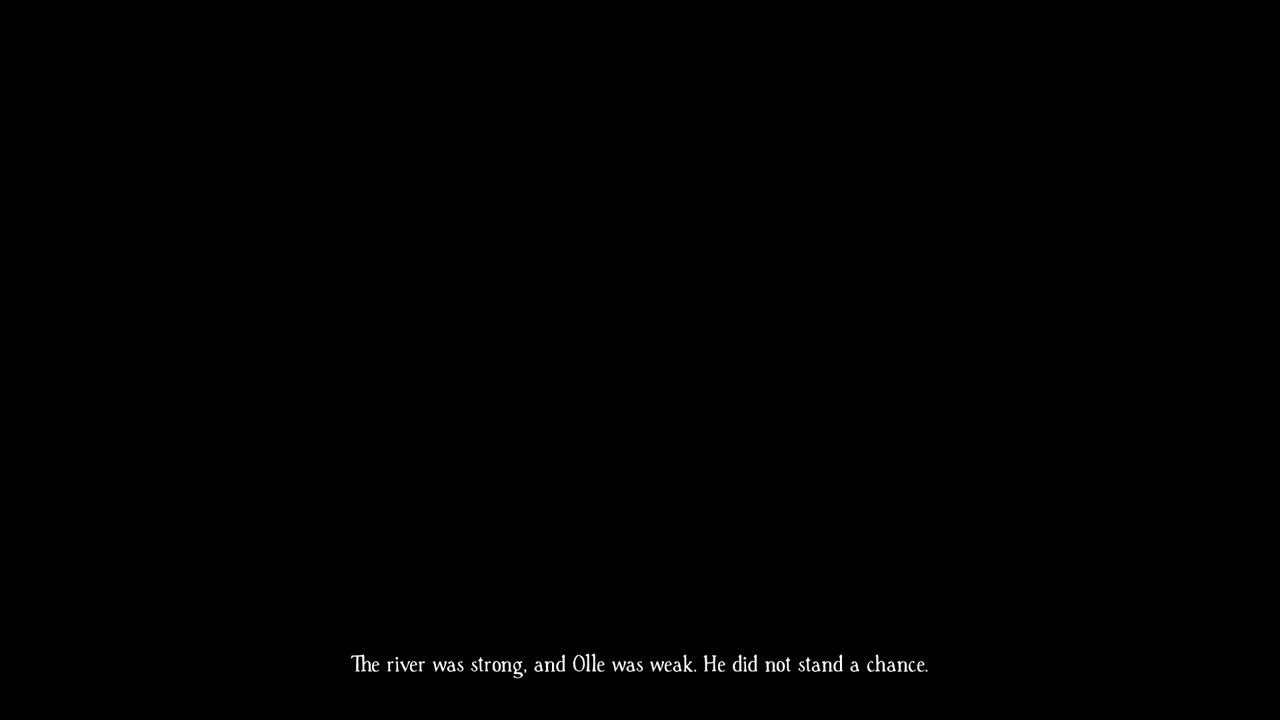 The river was strong, and Olle was weak. He did not stand a chance.